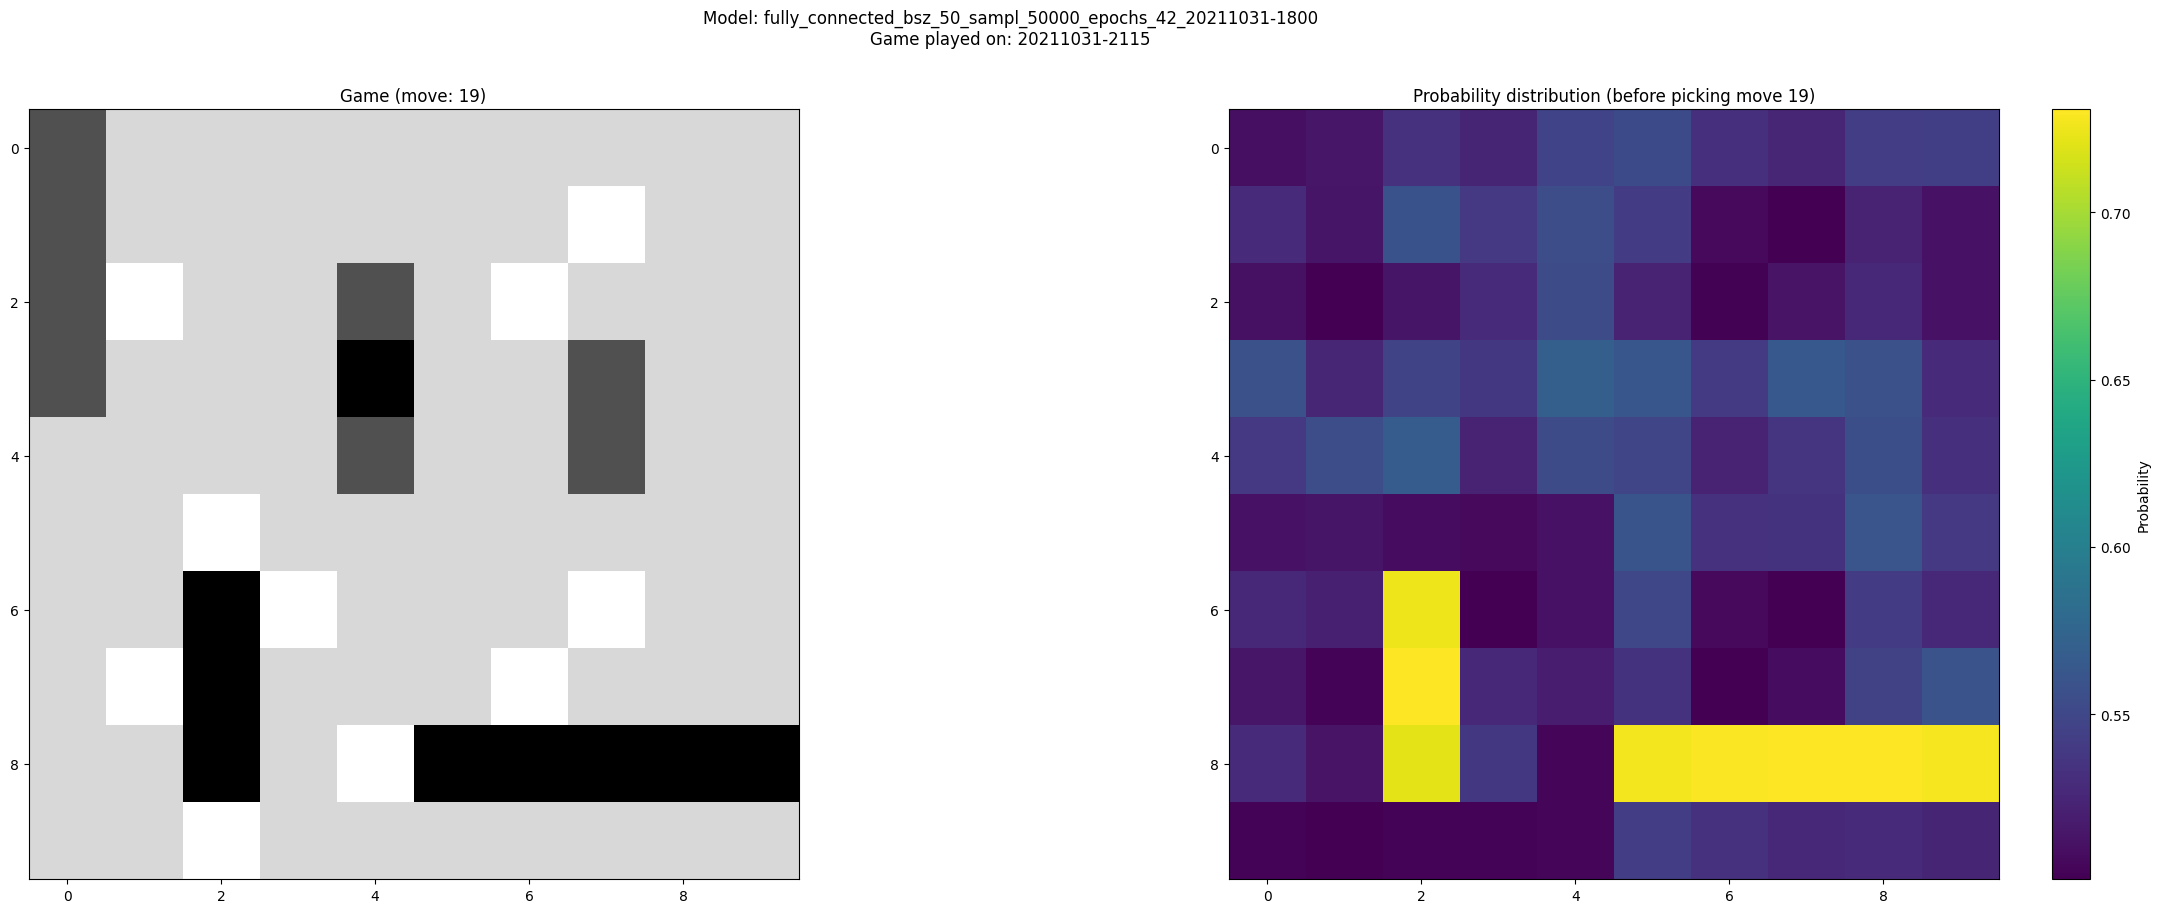 Model: fully_connected_bsz_50_sampl_50000_epochs_42_20211031-1800
Game played on: 20211031-2115
Game (move: 19)
0
2
4
6
8
0 2 4 6 8
Probability distribution (before picking move 19)
0
2
4
6
8
0 2 4 6 8
0.70
0.65
0.60
0.55
Probability